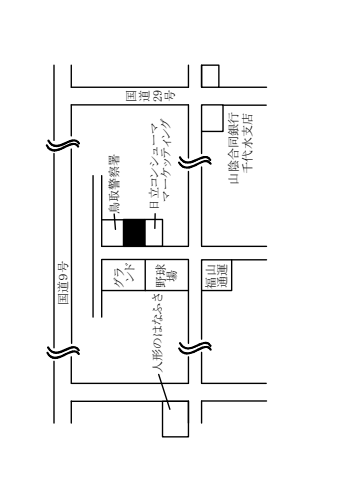 国道
29号
鳥取警察署
日立コンシューマ
マーケッティング
山陰合同銀行
千代水支店
国道9号
グラ
ンド
野球
場
福山
通運
人形のはなふさ